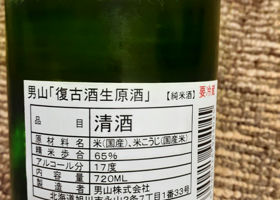 男山「復古酒生原酒」 【純米酒】 要冷蔵
品目 清酒
原材料名 米(国産)、米こうじ(国産米)
精米歩合 65%
アルコール分 17度
内容量 720ML
製造者 男山株式会社
北海道旭川市永山2条7丁目1番33号